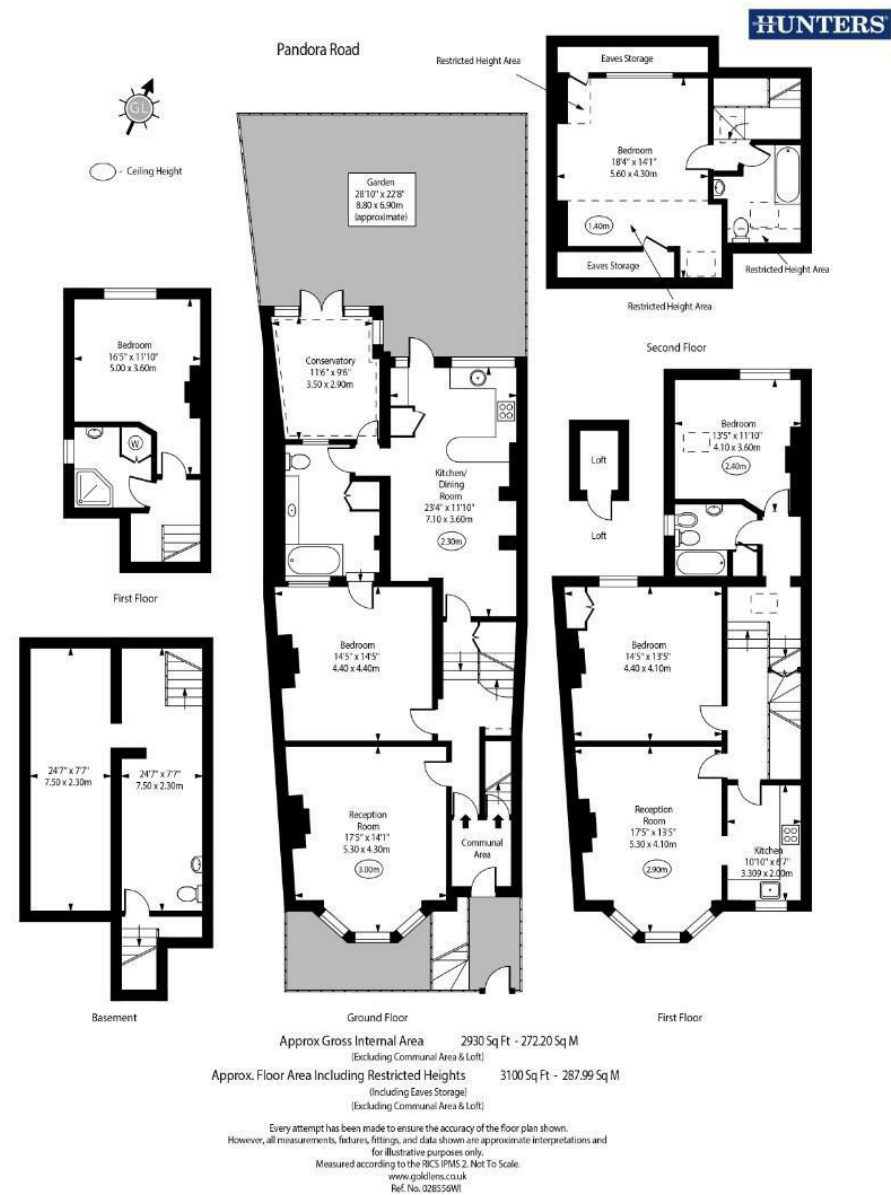 HUNTERS
Pandora Road
GL
- Ceiling Height
Restricted Height Area
Eaves Storage
Bedroom
18'4" x 14'1"
5.60 x 4.30m
1.40m
Eaves Storage
Restricted Height Area
Restricted Height Area
Second Floor
Garden
28'10" x 22'8"
8.80 x 6.90m
(approximate)
Bedroom
16'5" x 11'10"
5.00 x 3.60m
W
First Floor
Conservatory
11'6" x 9'6"
3.50 x 2.90m
Kitchen/
Dining
Room
23'4" x 11'10"
7.10 x 3.60m
2.30m
Bedroom
14'5" x 14'5"
4.40 x 4.40m
Reception
Room
17'5" x 14'1"
5.30 x 4.30m
3.00m
Communal
Area
Ground Floor
Loft
Loft
Bedroom
13'5" x 11'10"
4.10 x 3.60m
2.40m
Bedroom
14'5" x 13'5"
4.40 x 4.10m
Reception
Room
17'5" x 13'5"
5.30 x 4.10m
2.90m
Kitchen
10'10" x 6'7"
3.309 x 2.00m
First Floor
24'7" x 7'7"
7.50 x 2.30m
24'7" x 7'7"
7.50 x 2.30m
Basement
Approx Gross Internal Area 2930 Sq Ft - 272.20 Sq M
(Excluding Communal Area & Loft)
Approx. Floor Area Including Restricted Heights 3100 Sq Ft - 287.99 Sq M
(Including Eaves Storage)
(Excluding Communal Area & Loft)
Every attempt has been made to ensure the accuracy of the floor plan shown.
However, all measurements, fixtures, fittings, and data shown are approximate interpretations and
for illustrative purposes only.
Measured according to the RICS IPMS 2. Not To Scale.
www.goldlens.co.uk
Ref. No. 028556WI